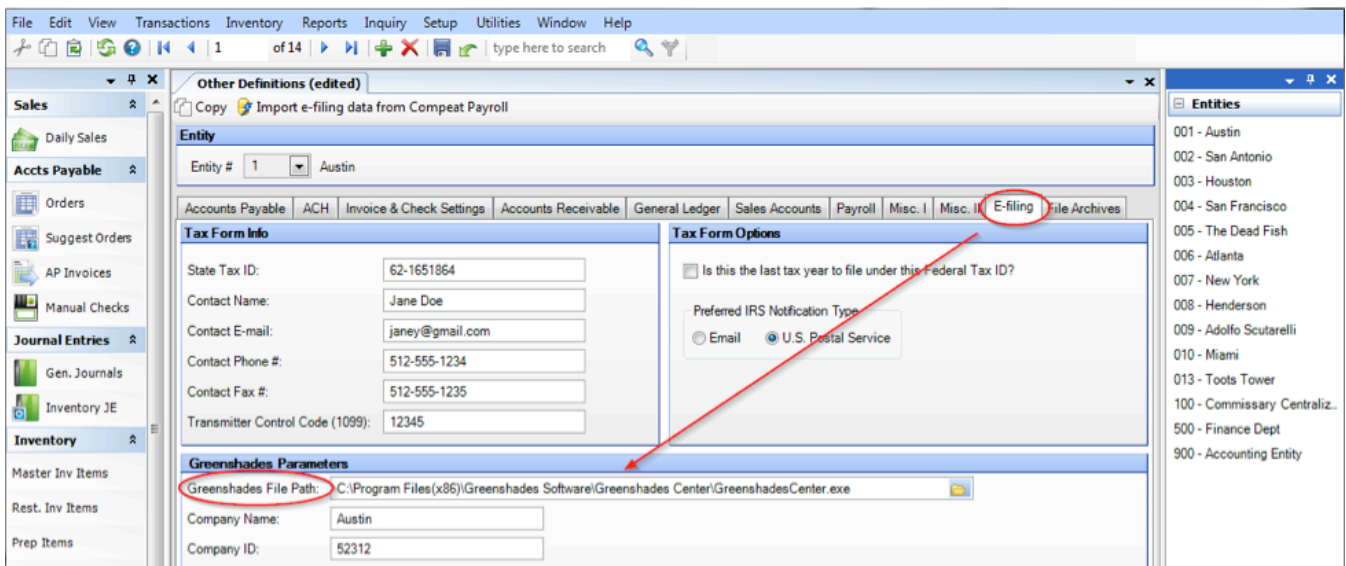 File Edit View Transactions Inventory Reports Inquiry Setup Utilities Window Help
1 of 14 type here to search
Other Definitions (edited)
Copy Import e-filing data from Compeat Payroll
Entity
Entity # 1 Austin
Accounts Payable ACH Invoice & Check Settings Accounts Receivable General Ledger Sales Accounts Payroll Misc. I Misc. II E-filing File Archives
Tax Form Info
State Tax ID: 62-1651864
Contact Name: Jane Doe
Contact E-mail: janey@gmail.com
Contact Phone #: 512-555-1234
Contact Fax #: 512-555-1235
Transmitter Control Code (1099): 12345
Tax Form Options
Is this the last tax year to file under this Federal Tax ID?
Preferred IRS Notification Type
Email U.S. Postal Service
Greenshades Parameters
Greenshades File Path: C:\Program Files(x86)\Greenshades Software\Greenshades Center\GreenshadesCenter.exe
Company Name: Austin
Company ID: 52312
Sales
Daily Sales
Accts Payable
Orders
Suggest Orders
AP Invoices
Manual Checks
Journal Entries
Gen. Journals
Inventory JE
Inventory
Master Inv Items
Rest. Inv Items
Prep Items
Entities
001 - Austin
002 - San Antonio
003 - Houston
004 - San Francisco
005 - The Dead Fish
006 - Atlanta
007 - New York
008 - Henderson
009 - Adolfo Scutarelli
010 - Miami
013 - Toots Tower
100 - Commissary Centraliz...
500 - Finance Dept
900 - Accounting Entity